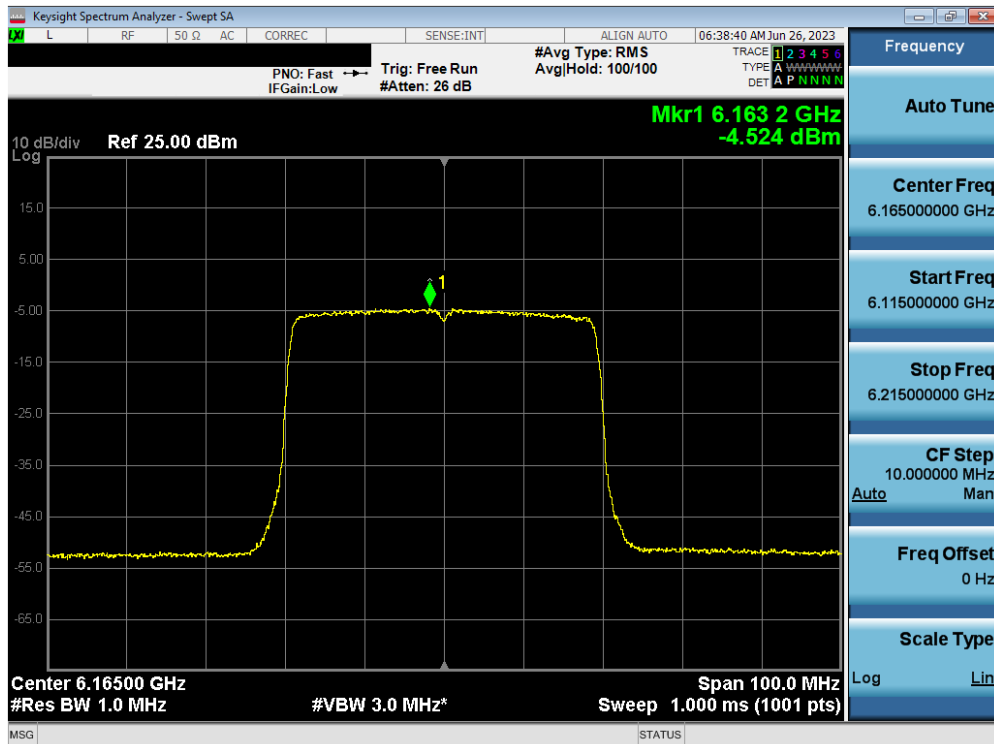 Keysight Spectrum Analyzer - Swept SA
LXI L RF 50 Ω AC CORREC SENSE:INT ALIGN AUTO 06:38:40 AM Jun 26, 2023
PNO: Fast
IFGain:Low
Trig: Free Run
#Atten: 26 dB
#Avg Type: RMS
Avg|Hold: 100/100
TRACE 1 2 3 4 5 6
TYPE A WWWWW
DET A P N N N N
Mkr1 6.163 2 GHz
-4.524 dBm
10 dB/div Ref 25.00 dBm
Log
15.0
5.00
-5.00
-15.0
-25.0
-35.0
-45.0
-55.0
-65.0
1
Center 6.16500 GHz Span 100.0 MHz
#Res BW 1.0 MHz #VBW 3.0 MHz* Sweep 1.000 ms (1001 pts)
MSG STATUS
Frequency
Auto Tune
Center Freq
6.165000000 GHz
Start Freq
6.115000000 GHz
Stop Freq
6.215000000 GHz
CF Step
10.000000 MHz
Auto Man
Freq Offset
0 Hz
Scale Type
Log Lin